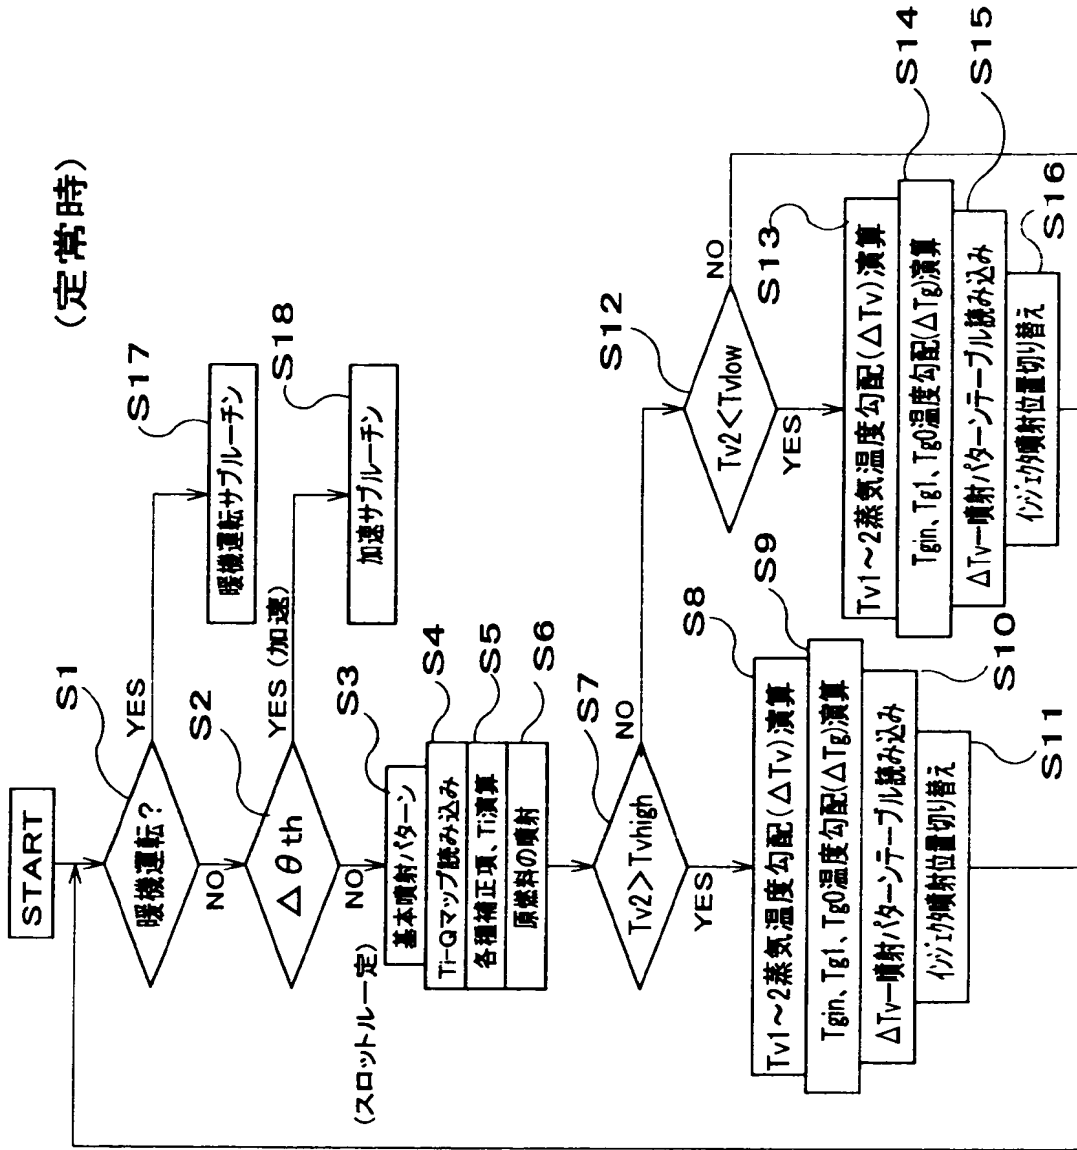 (定常時)
START
S1
暖機運転?
YES
S17
暖機運転サブルーチン
NO
S2
Δθth
YES (加速)
S18
加速サブルーチン
NO
(スロットル一定)
S3
基本噴射パターン
S4
Ti-Qマップ読み込み
S5
各種補正項、Ti演算
S6
原燃料の噴射
S7
Tv2>Tvhigh
NO
YES
S8
Tv1~2蒸気温度勾配(ΔTv)演算
S9
Tgin、Tg1、Tg0温度勾配(ΔTg)演算
S10
ΔTvー噴射パターンテーブル読み込み
S11
インジェクタ噴射位置切り替え
S12
Tv2<Tvlow
NO
YES
S13
Tv1~2蒸気温度勾配(ΔTv)演算
S14
Tgin、Tg1、Tg0温度勾配(ΔTg)演算
S15
ΔTvー噴射パターンテーブル読み込み
S16
インジェクタ噴射位置切り替え